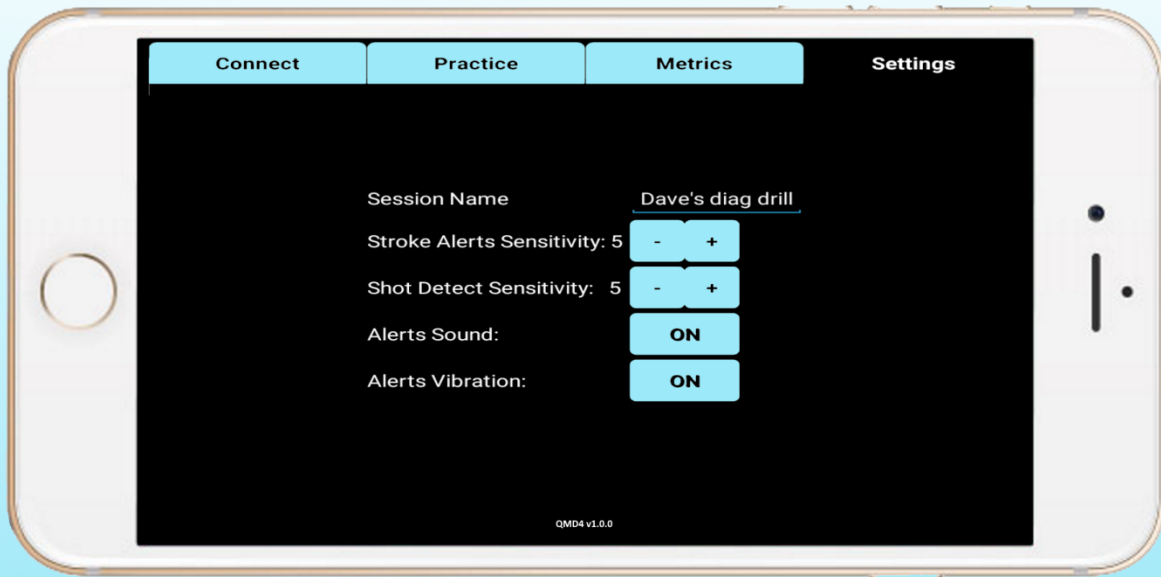 Connect Practice Metrics Settings
Session Name Dave's diag drill
Stroke Alerts Sensitivity: 5 - +
Shot Detect Sensitivity: 5 - +
Alerts Sound: ON
Alerts Vibration: ON
QMD4 v1.0.0